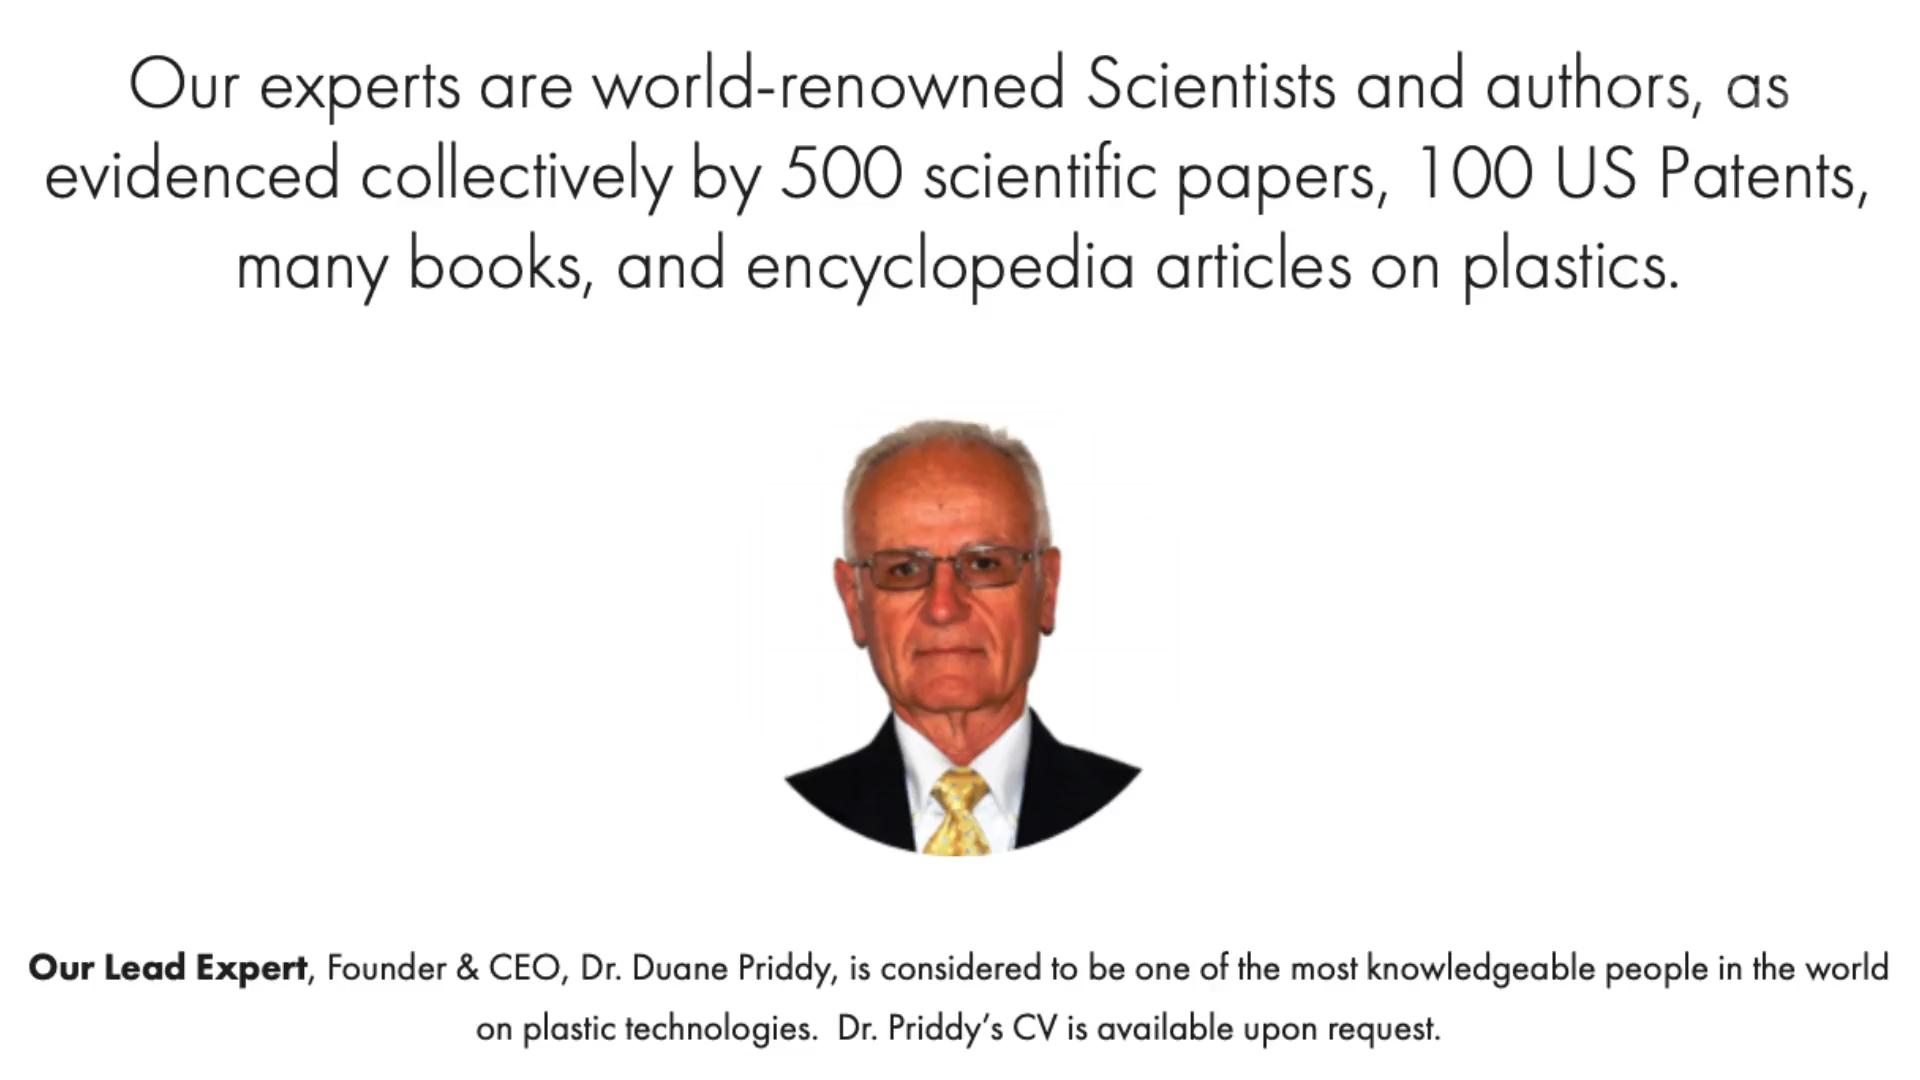 Our experts are world-renowned Scientists and authors, as
evidenced collectively by 500 scientific papers, 100 US Patents,
many books, and encyclopedia articles on plastics.
Our Lead Expert, Founder & CEO, Dr. Duane Priddy, is considered to be one of the most knowledgeable people in the world
on plastic technologies. Dr. Priddy’s CV is available upon request.